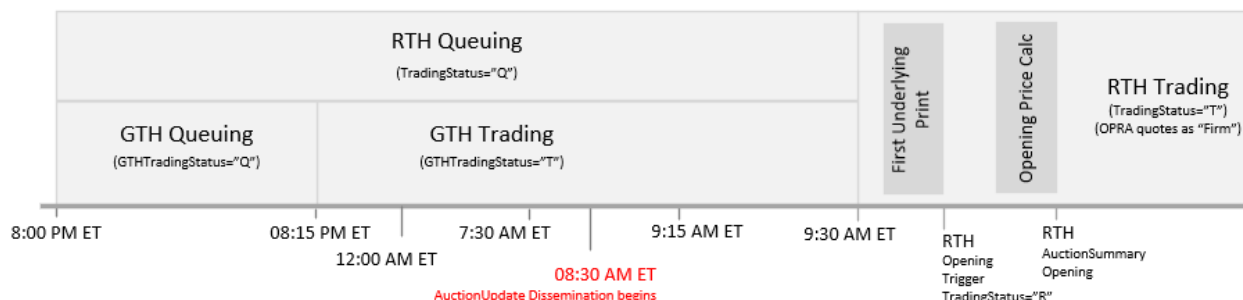 RTH Queuing
(TradingStatus="Q")
GTH Queuing
(GTHTradingStatus="Q")
GTH Trading
(GTHTradingStatus="T")
First Underlying
Print
Opening Price Calc
RTH Trading
(TradingStatus="T")
(OPRA quotes as "Firm")
8:00 PM ET
08:15 PM ET
12:00 AM ET
7:30 AM ET
08:30 AM ET
AuctionUpdate Dissemination begins
9:15 AM ET
9:30 AM ET
RTH
Opening
Trigger
TradingStatus="R"
RTH
AuctionSummary
Opening